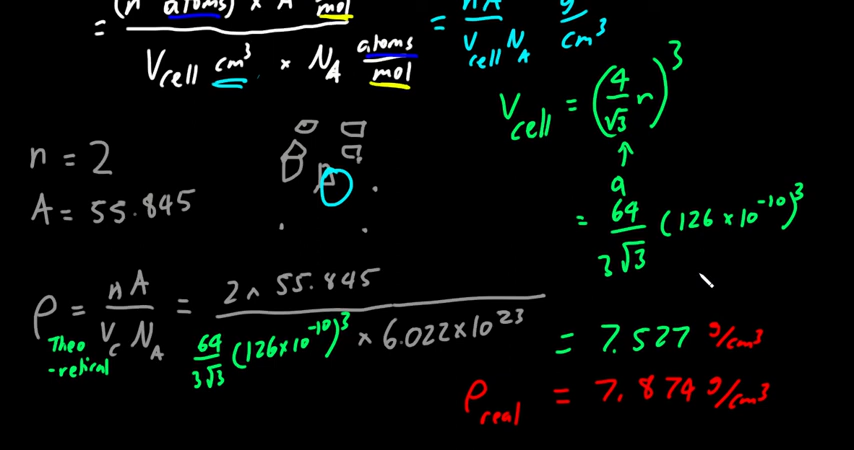 = (n atoms) × A mol / V_cell cm³ × N_A atoms/mol = nA / V_cell N_A g/cm³
V_cell = (4/√3 r)³
a
n = 2
A = 55.845
= 64/3√3 (126×10⁻¹⁰)³
ρ = nA / V_c N_A = 2 × 55.845 / 64/3√3 (126×10⁻¹⁰)³ × 6.022×10²³
Theo
-retical
= 7.527 g/cm³
ρ_real = 7.874 g/cm³